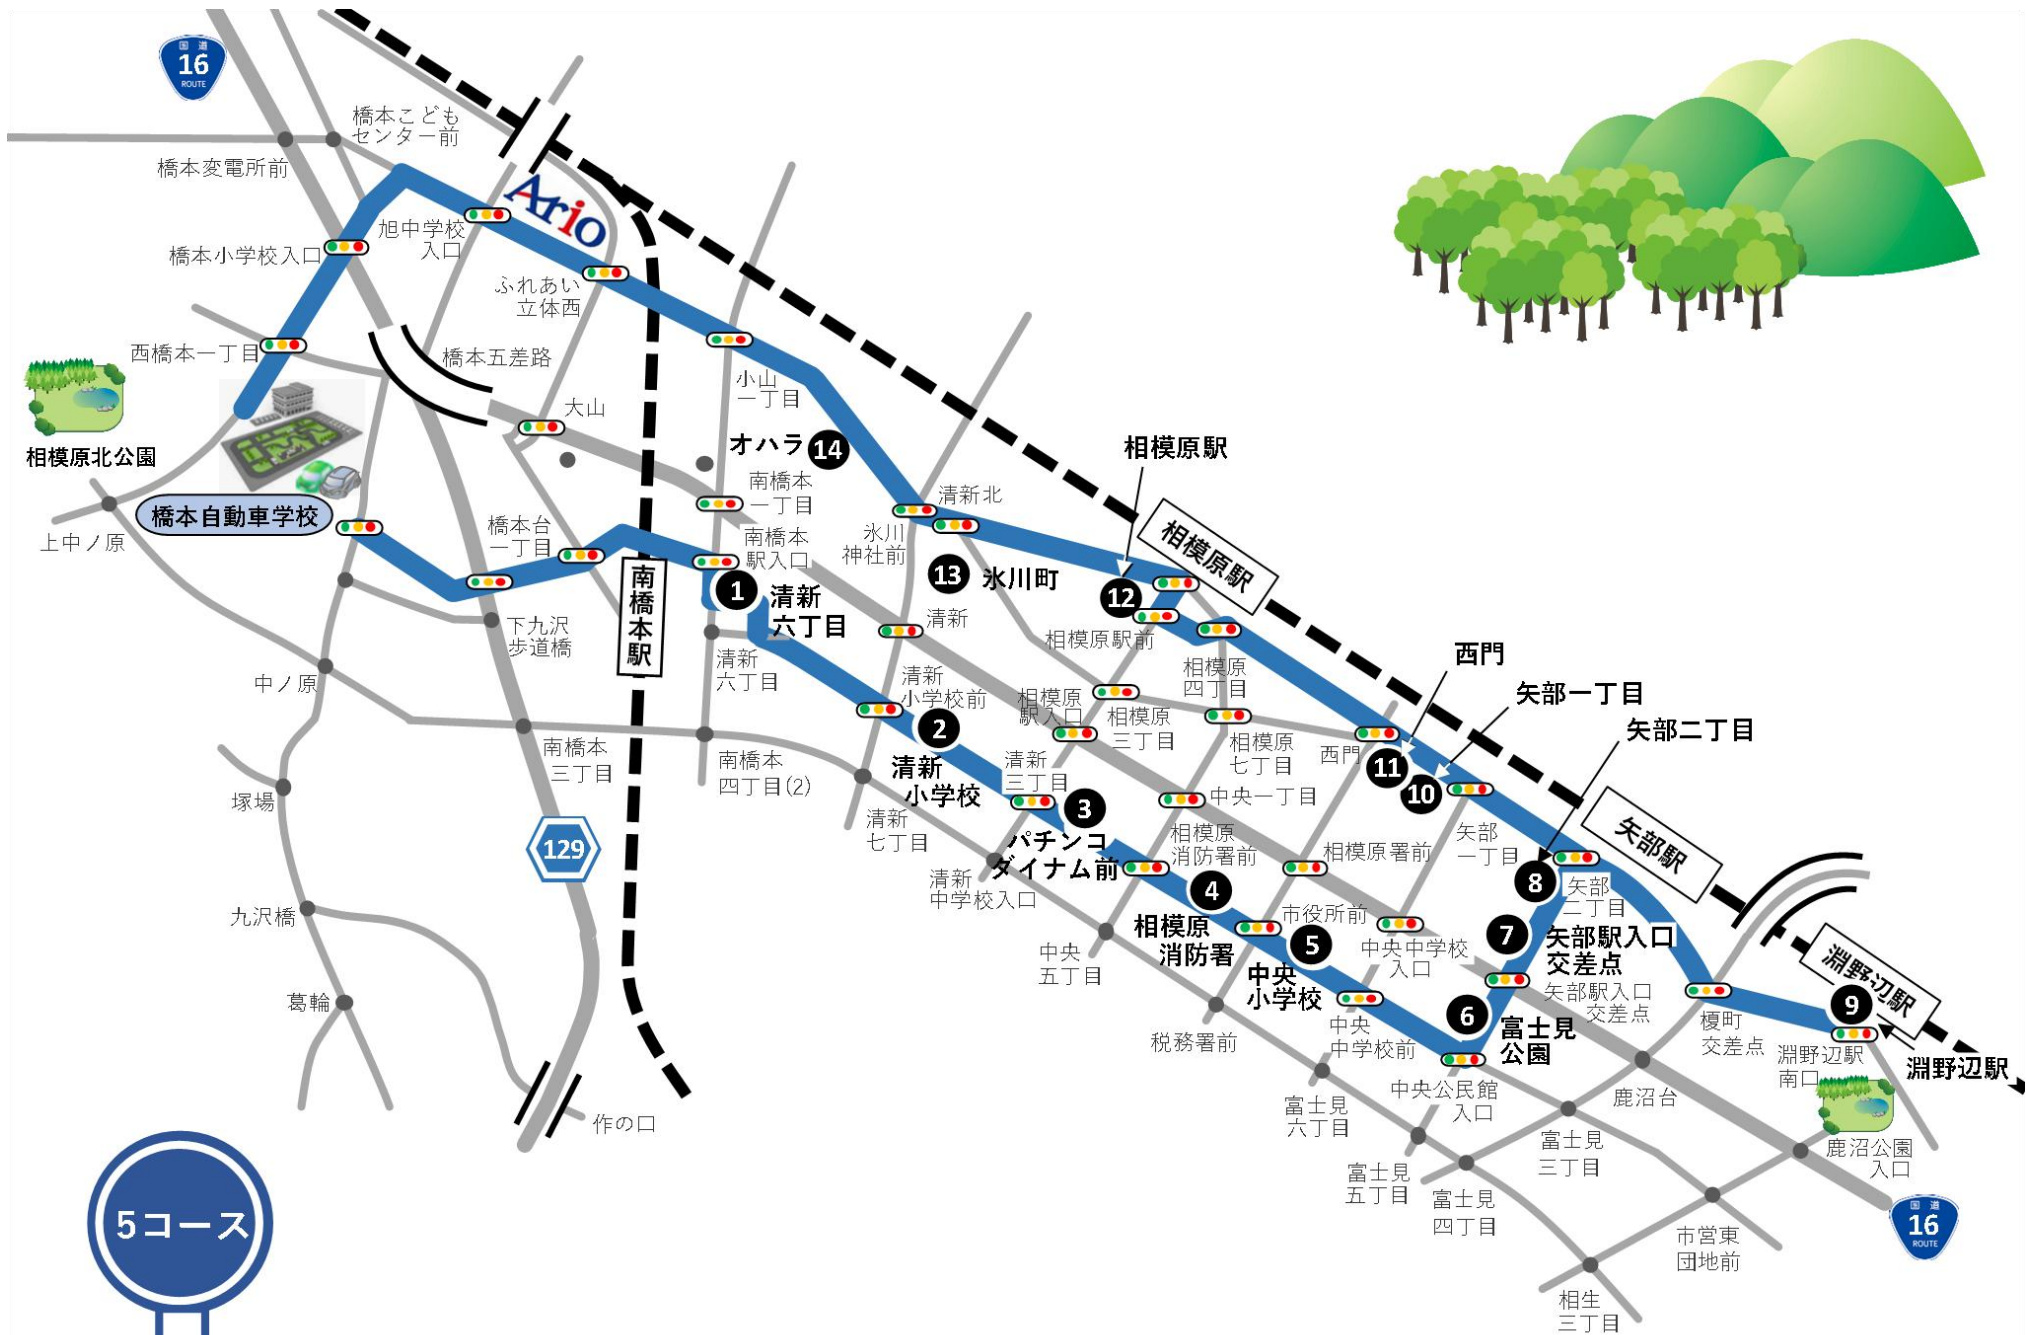 国 道
16
ROUTE
橋本こども
センター前
橋本変電所前
Ario
旭中学校
入口
橋本小学校入口
ふれあい
立体西
西橋本一丁目
橋本五差路
小山
一丁目
大山
オハラ
14
相模原駅
相模原北公園
橋本自動車学校
上中ノ原
南橋本
一丁目
清新北
相模原駅
橋本台
一丁目
南橋本
駅入口
氷川
神社前
南橋本駅
1
清新
六丁目
13
氷川町
12
下九沢
歩道橋
清新
相模原駅前
西門
清新
六丁目
中ノ原
清新
小学校前
相模原
四丁目
矢部一丁目
相模原
駅入口
相模原
三丁目
2
矢部二丁目
南橋本
三丁目
南橋本
四丁目(2)
清新
小学校
清新
三丁目
相模原
七丁目
西門
11
10
塚場
3
パチンコ
ダイナム前
中央一丁目
矢部駅
129
清新
七丁目
相模原
消防署前
相模原署前
矢部
一丁目
清新
中学校入口
4
8
矢部
二丁目
九沢橋
相模原
消防署
市役所前
5
7
矢部駅入口
交差点
中央
五丁目
中央
小学校
中央中学校
入口
淵野辺駅
葛輪
矢部駅入口
交差点
9
6
富士見
公園
榎町
交差点
税務署前
中央
中学校前
淵野辺駅
南口
淵野辺駅
中央公民館
入口
鹿沼台
作の口
富士見
六丁目
富士見
三丁目
鹿沼公園
入口
富士見
五丁目
富士見
四丁目
5コース
市営東
団地前
国 道
16
ROUTE
相生
三丁目